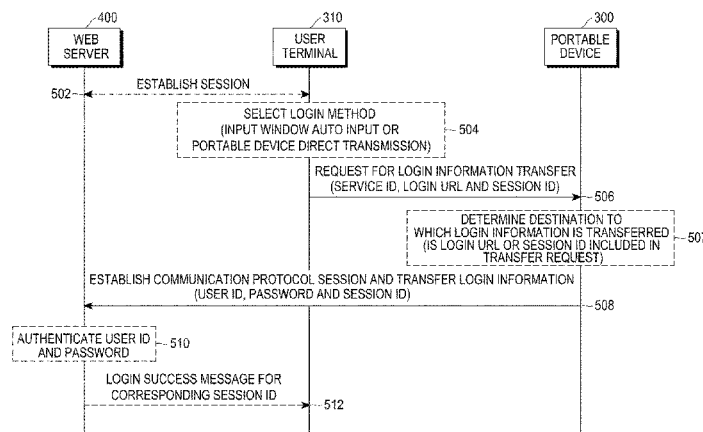 400
310
300
WEB
SERVER
USER
TERMINAL
PORTABLE
DEVICE
502
ESTABLISH SESSION
SELECT LOGIN METHOD
(INPUT WINDOW AUTO INPUT OR
PORTABLE DEVICE DIRECT TRANSMISSION)
504
REQUEST FOR LOGIN INFORMATION TRANSFER
(SERVICE ID, LOGIN URL AND SESSION ID)
506
DETERMINE DESTINATION TO
WHICH LOGIN INFORMATION IS TRANSFERRED
(IS LOGIN URL OR SESSION ID INCLUDED IN
TRANSFER REQUEST)
507
ESTABLISH COMMUNICATION PROTOCOL SESSION AND TRANSFER LOGIN INFORMATION
(USER ID, PASSWORD AND SESSION ID)
508
AUTHENTICATE USER ID
AND PASSWORD
510
LOGIN SUCCESS MESSAGE FOR
CORRESPONDING SESSION ID
512